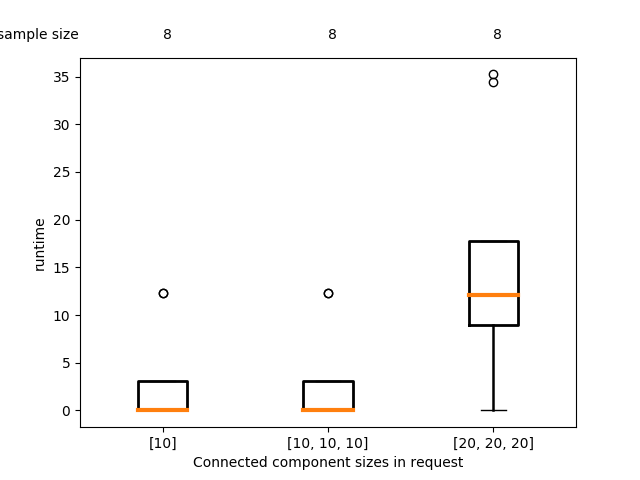 sample size 8 8 8
35
30
25
20
15
10
5
0
runtime
[10] [10, 10, 10] [20, 20, 20]
Connected component sizes in request